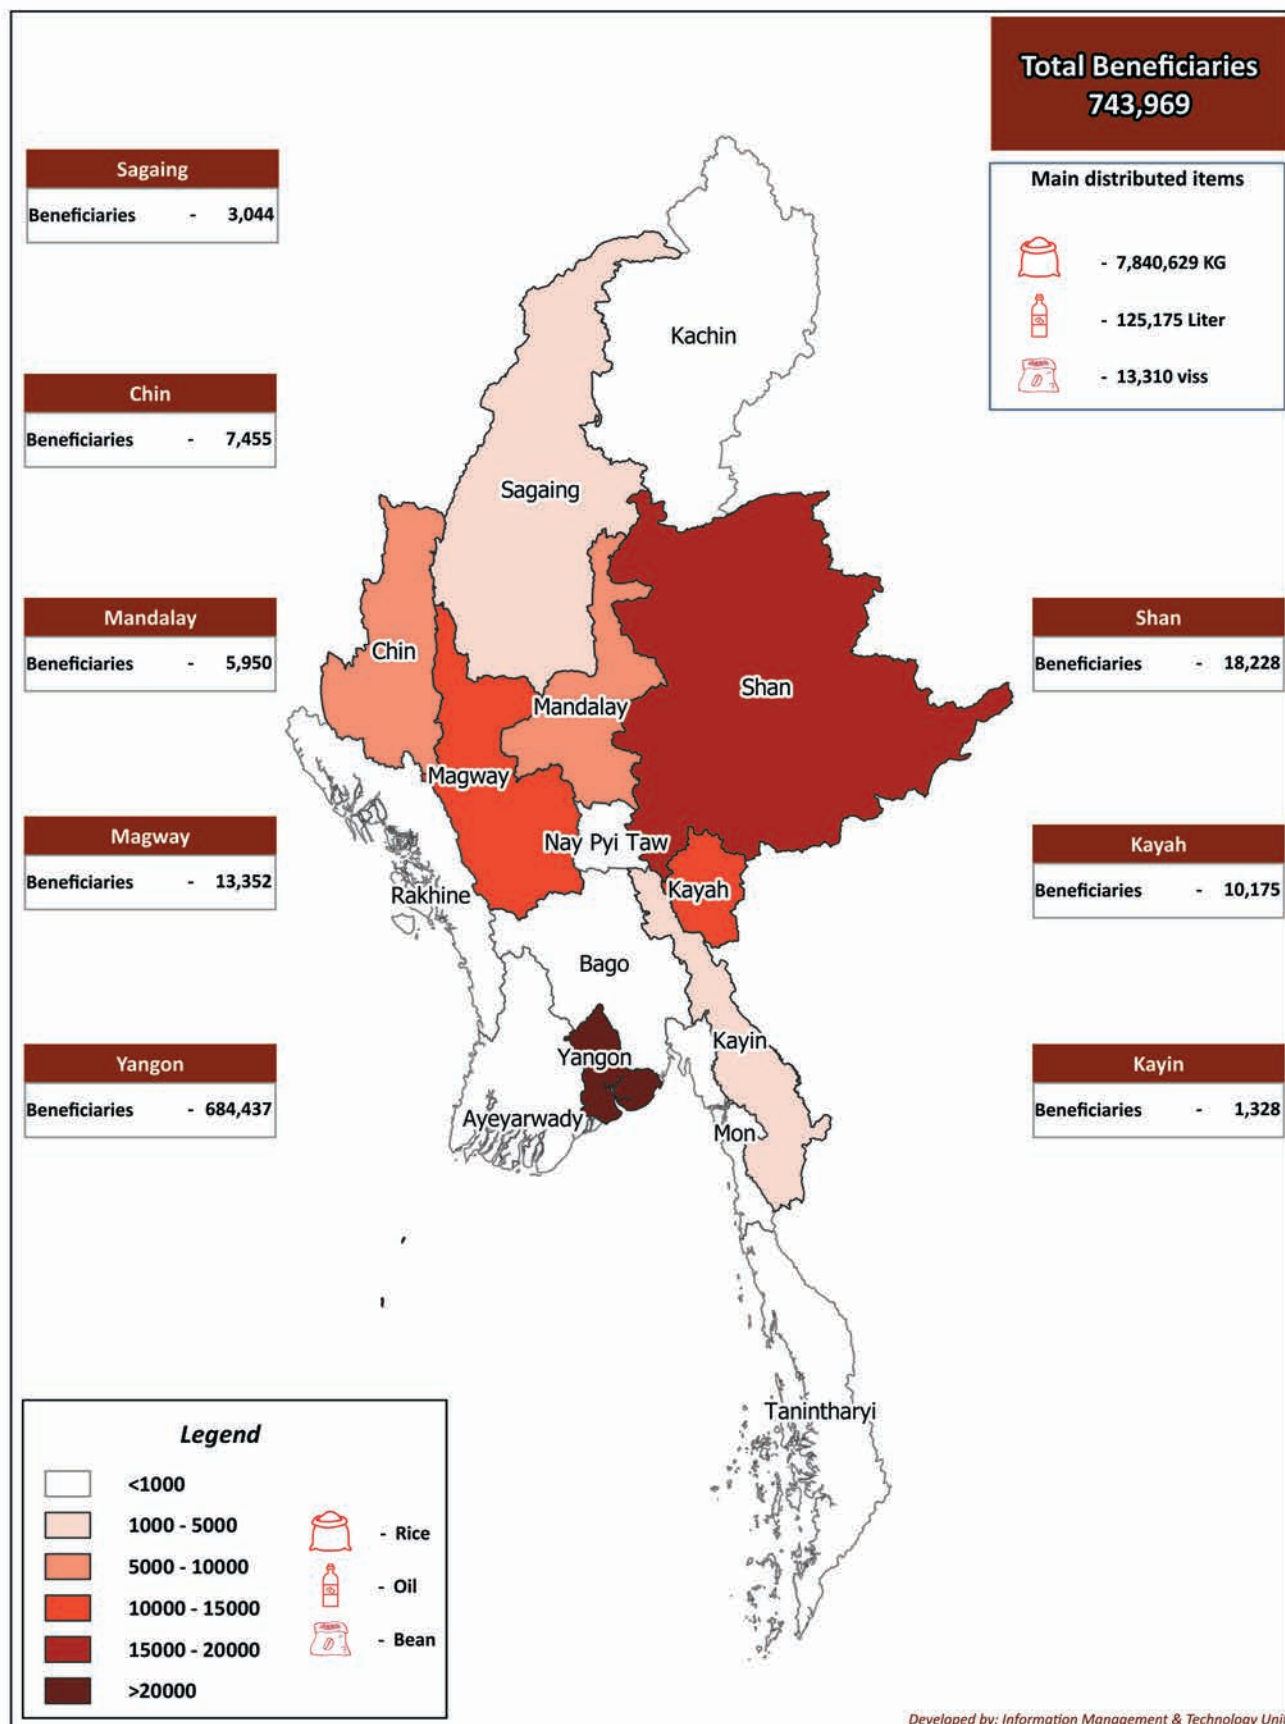 Total Beneficiaries
743,969
Main distributed items
- 7,840,629 KG
- 125,175 Liter
- 13,310 viss
Sagaing
Beneficiaries - 3,044
Chin
Beneficiaries - 7,455
Mandalay
Beneficiaries - 5,950
Magway
Beneficiaries - 13,352
Yangon
Beneficiaries - 684,437
Shan
Beneficiaries - 18,228
Kayah
Beneficiaries - 10,175
Kayin
Beneficiaries - 1,328
Kachin
Sagaing
Chin
Shan
Mandalay
Magway
Nay Pyi Taw
Kayah
Rakhine
Bago
Kayin
Yangon
Ayeyarwady
Mon
Tanintharyi
Legend
<1000
1000 - 5000
5000 - 10000
10000 - 15000
15000 - 20000
>20000
- Rice
- Oil
- Bean
Developed by: Information Management & Technology Unit